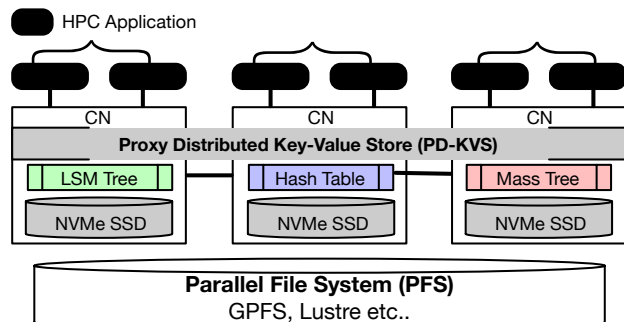 HPC Application
CN CN CN
Proxy Distributed Key-Value Store (PD-KVS)
LSM Tree Hash Table Mass Tree
NVMe SSD NVMe SSD NVMe SSD
Parallel File System (PFS)
GPFS, Lustre etc..